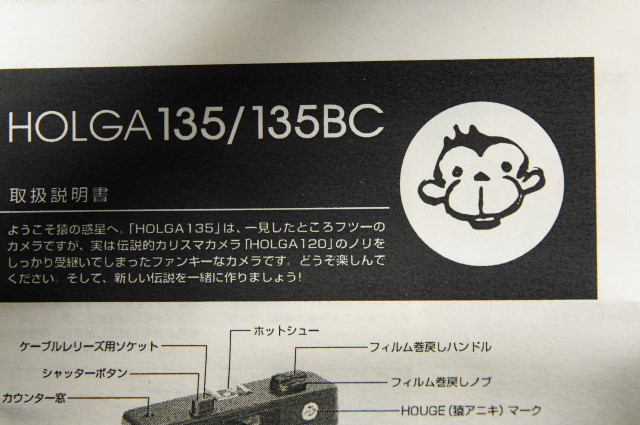 HOLGA 135/135BC
取扱説明書
ようこそ猿の惑星へ。「HOLGA135」は、一見したところフツーの
カメラですが、実は伝説的カリスマカメラ「HOLGA120」のノリを
しっかり受継いでしまったファンキーなカメラです。どうぞ楽しんで
ください。そして、新しい伝説を一緒に作りましょう!
ホットシュー
ケーブルレリーズ用ソケット
フィルム巻戻しハンドル
シャッターボタン
フィルム巻戻しノブ
カウンター窓
HOUGE(猿アニキ)マーク